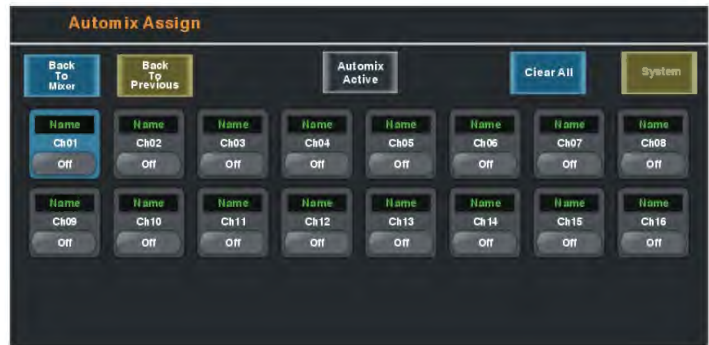 Automix Assign
Back
To
Mixer
Back
To
Previous
Automix
Active
Clear All
System
Name Name Name Name Name Name Name Name
Ch01 Ch02 Ch03 Ch04 Ch05 Ch06 Ch07 Ch08
Off Off Off Off Off Off Off Off
Name Name Name Name Name Name Name Name
Ch09 Ch10 Ch11 Ch12 Ch13 Ch14 Ch15 Ch16
Off Off Off Off Off Off Off Off